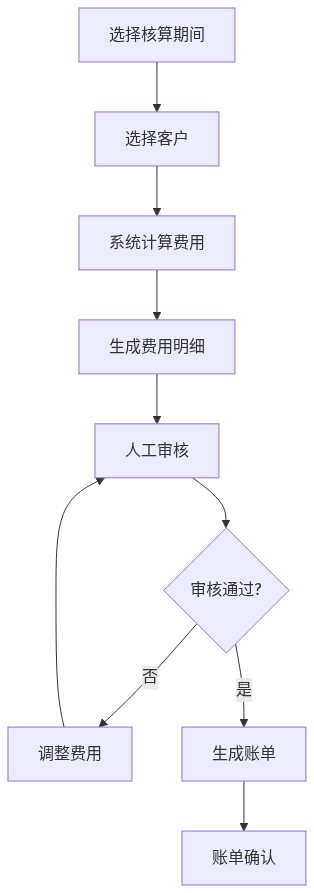 选择核算期间
选择客户
系统计算费用
生成费用明细
人工审核
审核通过?
否
是
调整费用
生成账单
账单确认